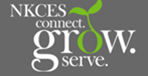 NKCES
connect.
grow.
serve.